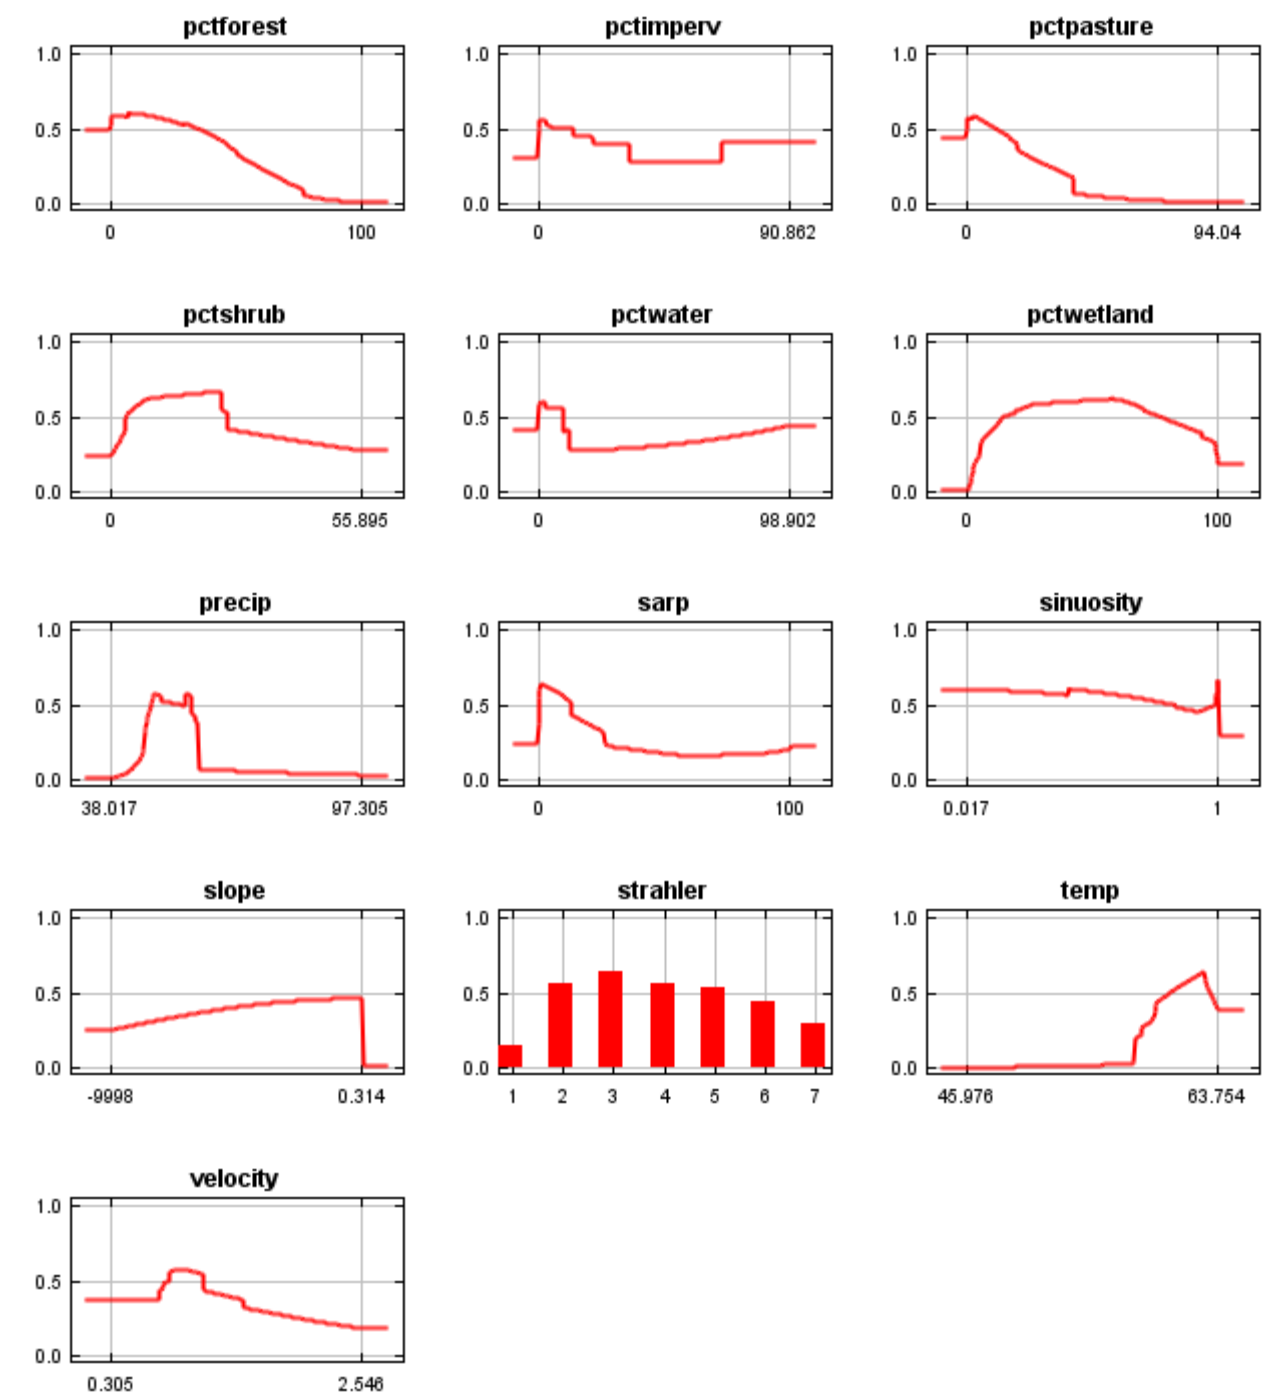 pctforest pctimperv pctpasture
1.0 1.0 1.0
0.5 0.5 0.5
0.0 0.0 0.0
0 100 0 90.862 0 94.04
pctshrub pctwater pctwetland
1.0 1.0 1.0
0.5 0.5 0.5
0.0 0.0 0.0
0 55.895 0 98.902 0 100
precip sarp sinuosity
1.0 1.0 1.0
0.5 0.5 0.5
0.0 0.0 0.0
38.017 97.305 0 100 0.017 1
slope strahler temp
1.0 1.0 1.0
0.5 0.5 0.5
0.0 0.0 0.0
-9998 0.314 1 2 3 4 5 6 7 45.976 63.754
velocity
1.0
0.5
0.0
0.305 2.546